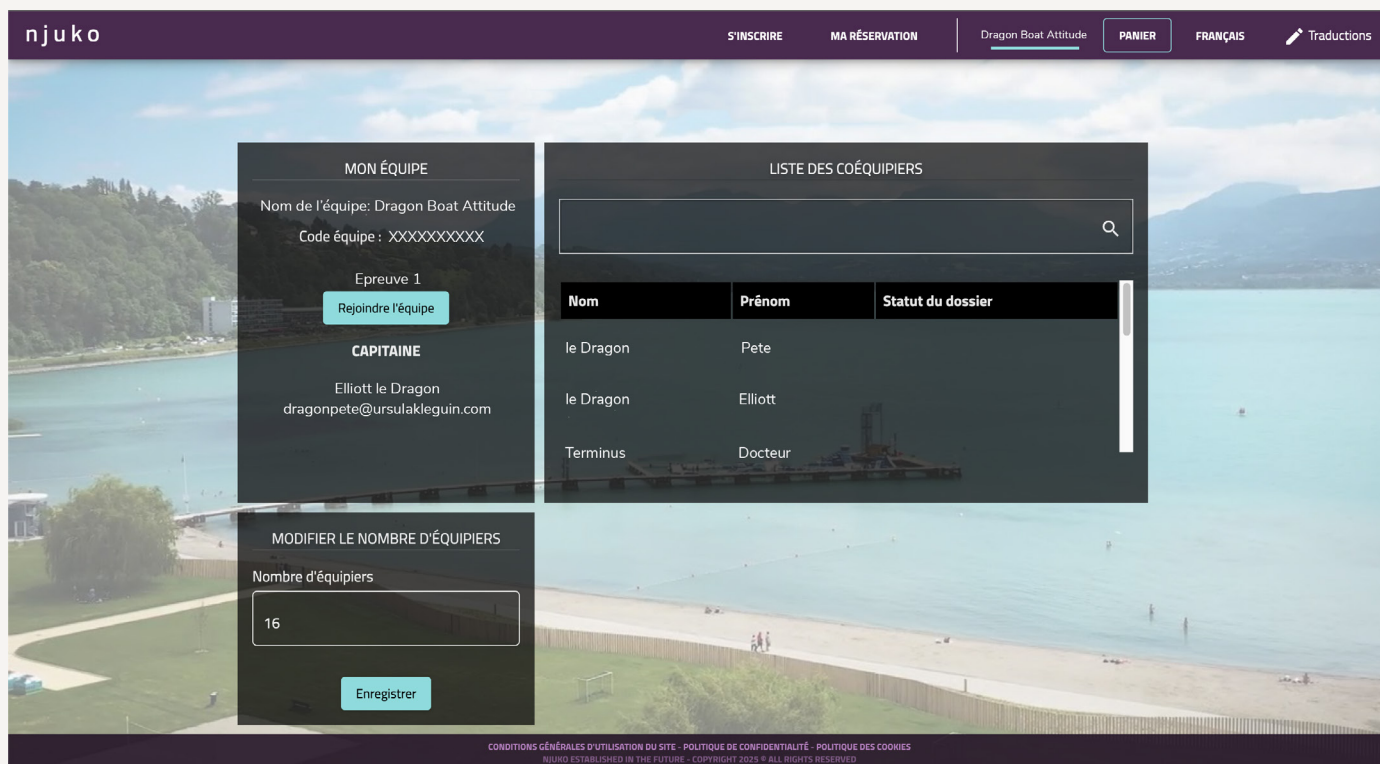 njuko
S'INSCRIRE
MA RÉSERVATION
Dragon Boat Attitude
PANIER
FRANÇAIS
Traductions
MON ÉQUIPE
Nom de l'équipe: Dragon Boat Attitude
Code équipe : XXXXXXXXXX
Epreuve 1
Rejoindre l'équipe
CAPITAINE
Elliott le Dragon
dragonpete@ursulakleguin.com
LISTE DES COÉQUIPIERS
Nom Prénom Statut du dossier
le Dragon Pete
le Dragon Elliott
Terminus Docteur
MODIFIER LE NOMBRE D'ÉQUIPIERS
Nombre d'équipiers
16
Enregistrer
CONDITIONS GÉNÉRALES D'UTILISATION DU SITE - POLITIQUE DE CONFIDENTIALITÉ - POLITIQUE DES COOKIES
NJUKO ESTABLISHED IN THE FUTURE - COPYRIGHT 2025 © ALL RIGHTS RESERVED